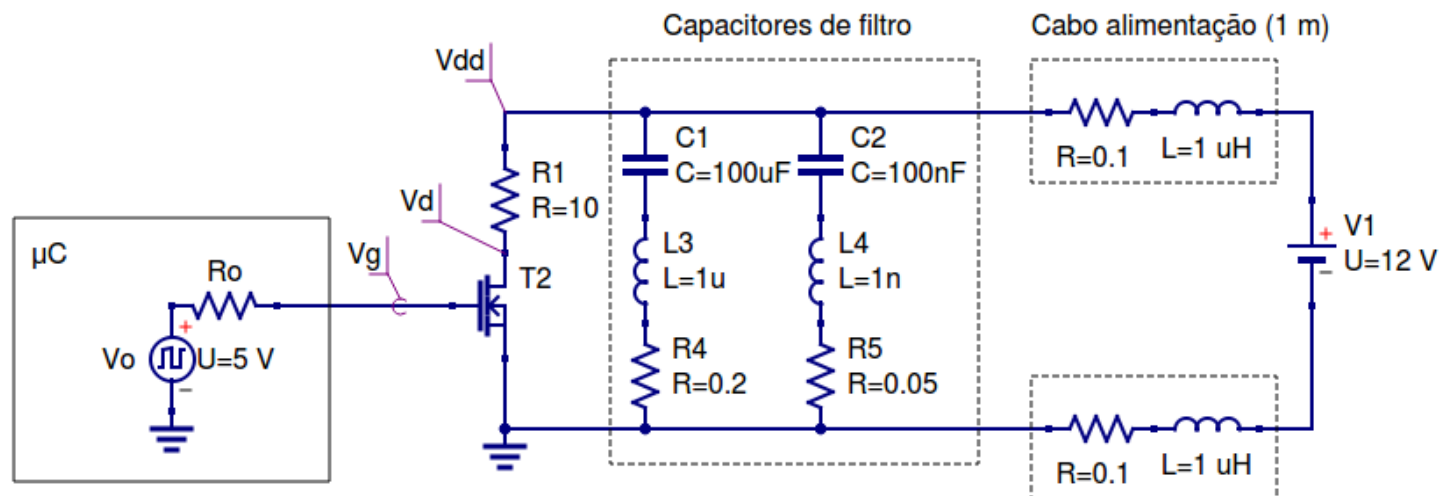 Capacitores de filtro
Cabo alimentação (1 m)
Vdd
C1
C=100uF
C2
C=100nF
R=0.1
L=1 uH
R1
R=10
Vd
µC
Vg
Ro
T2
L3
L=1u
L4
L=1n
V1
U=12 V
+
−
Vo
+
U=5 V
−
R4
R=0.2
R5
R=0.05
R=0.1
L=1 uH